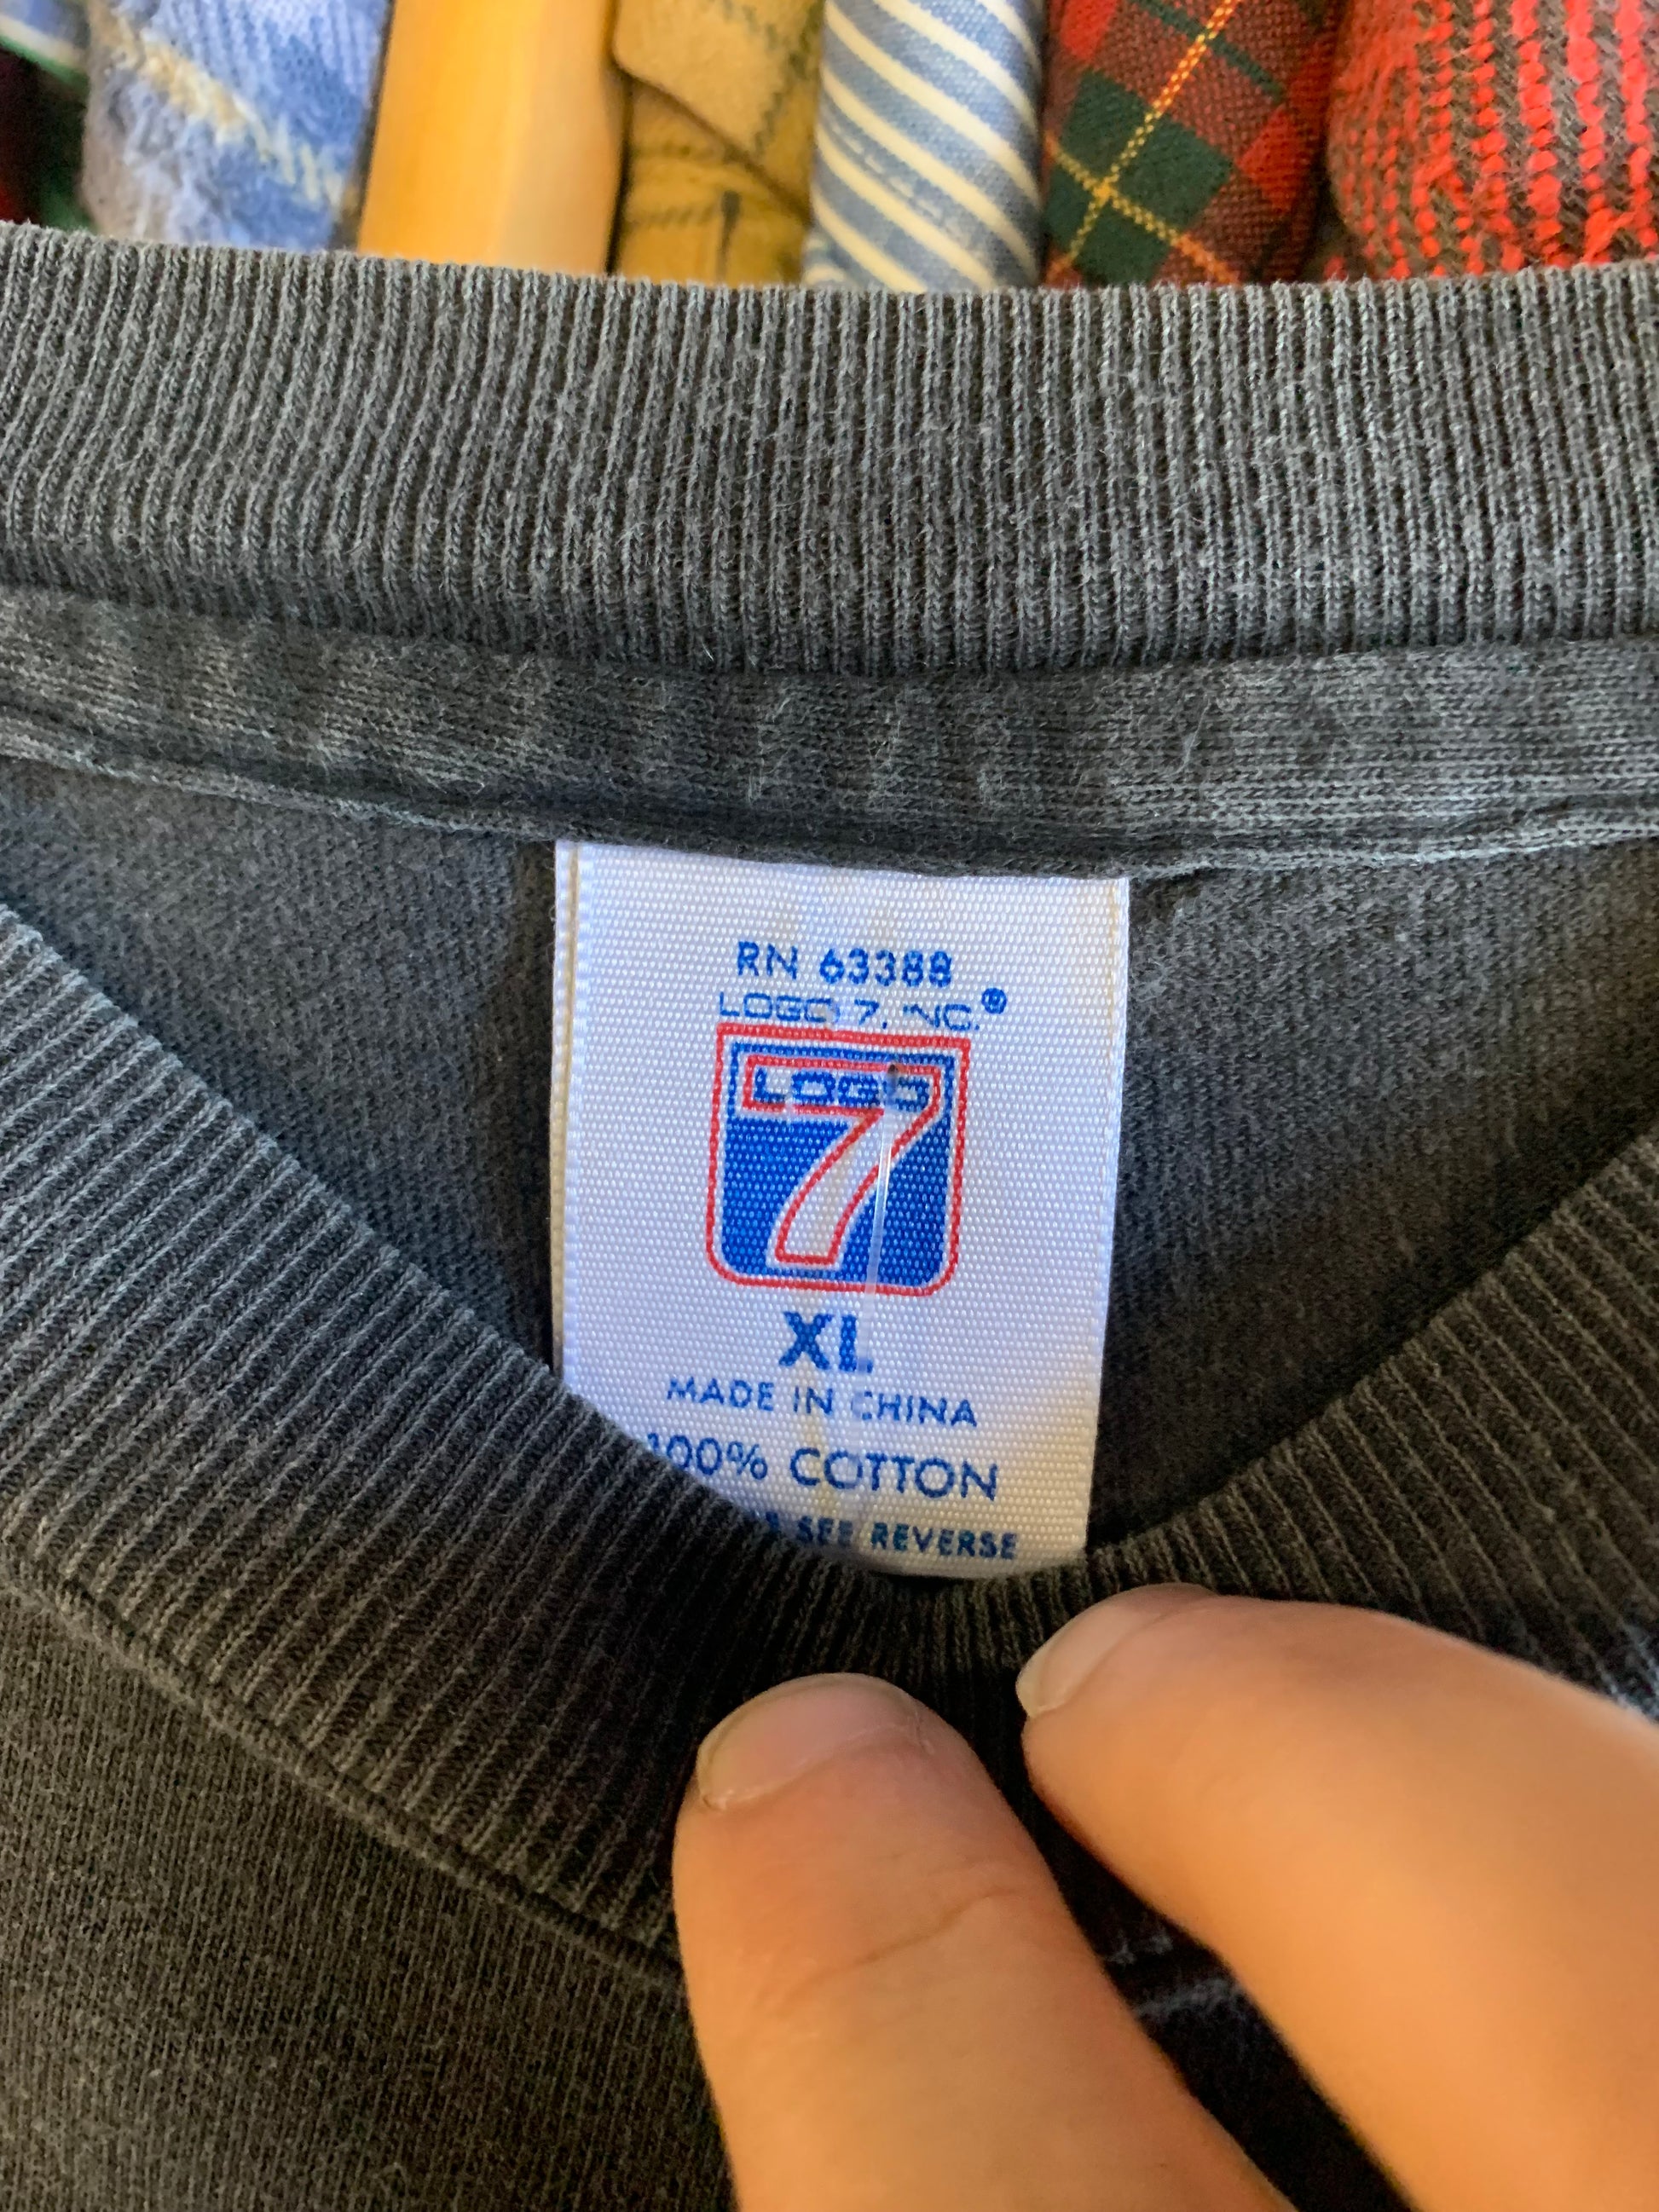 RN 63388
LOGO 7, INC.®
LOGO
7
XL
MADE IN CHINA
100% COTTON
SEE REVERSE